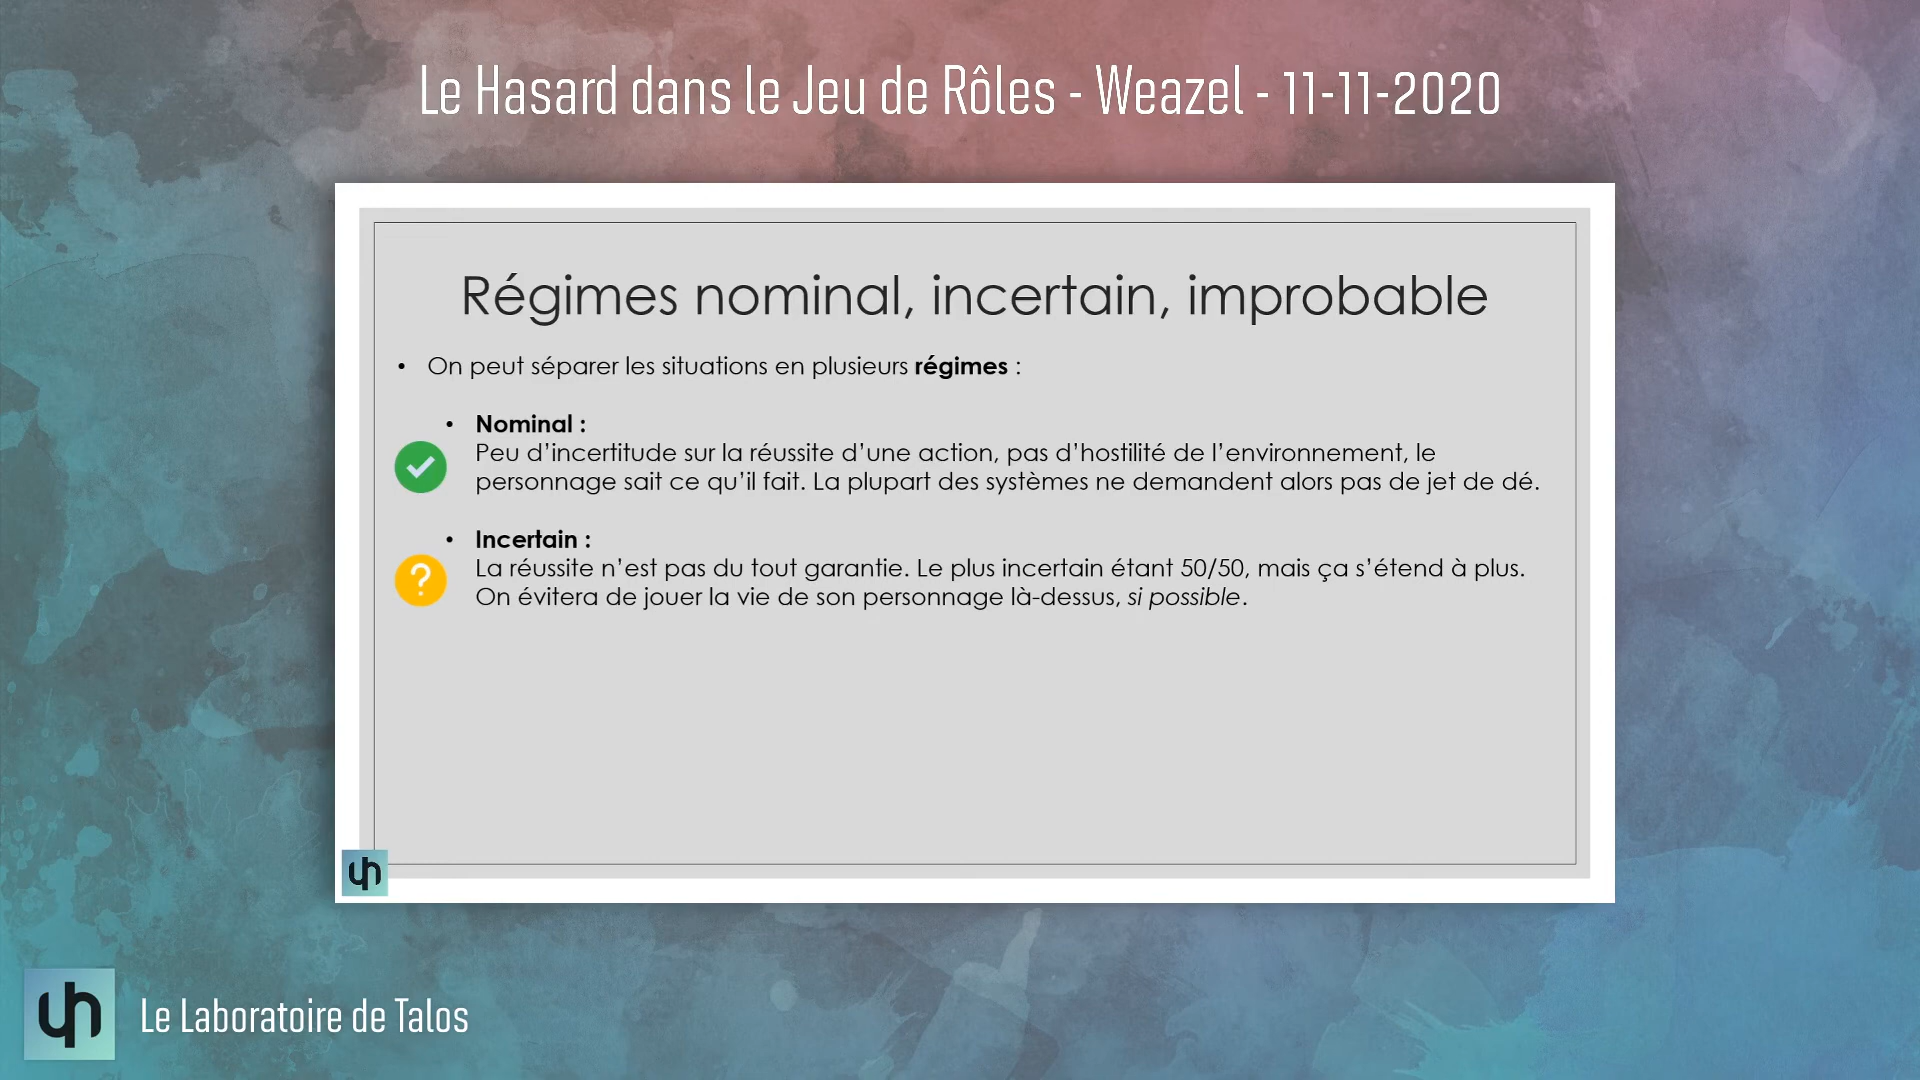 Le Hasard dans le Jeu de Rôles - Weazel - 11-11-2020
Régimes nominal, incertain, improbable
• On peut séparer les situations en plusieurs régimes :
• Nominal :
Peu d’incertitude sur la réussite d’une action, pas d’hostilité de l’environnement, le
personnage sait ce qu’il fait. La plupart des systèmes ne demandent alors pas de jet de dé.
• Incertain :
?
La réussite n’est pas du tout garantie. Le plus incertain étant 50/50, mais ça s’étend à plus.
On évitera de jouer la vie de son personnage là-dessus, si possible.
Le Laboratoire de Talos